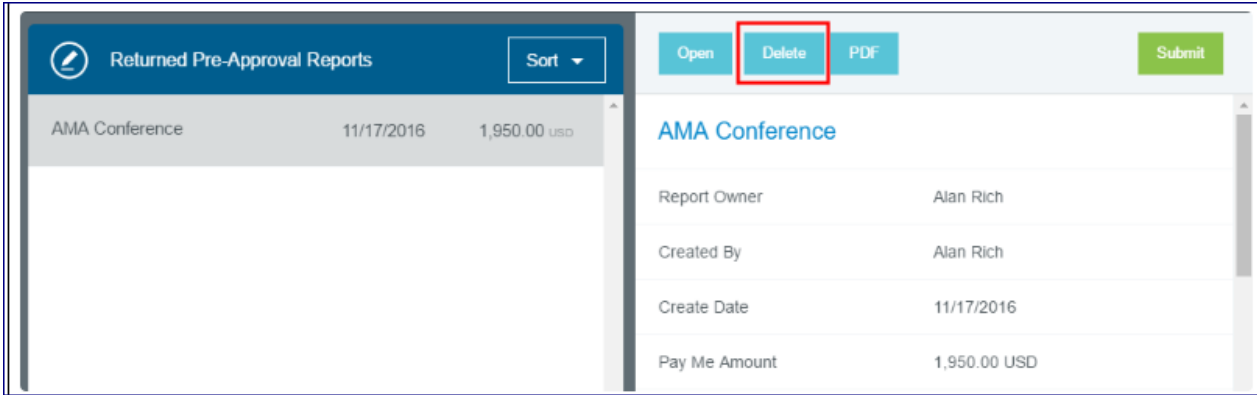 Returned Pre-Approval Reports
Sort
AMA Conference 11/17/2016 1,950.00 USD
Open Delete PDF Submit
AMA Conference
Report Owner Alan Rich
Created By Alan Rich
Create Date 11/17/2016
Pay Me Amount 1,950.00 USD